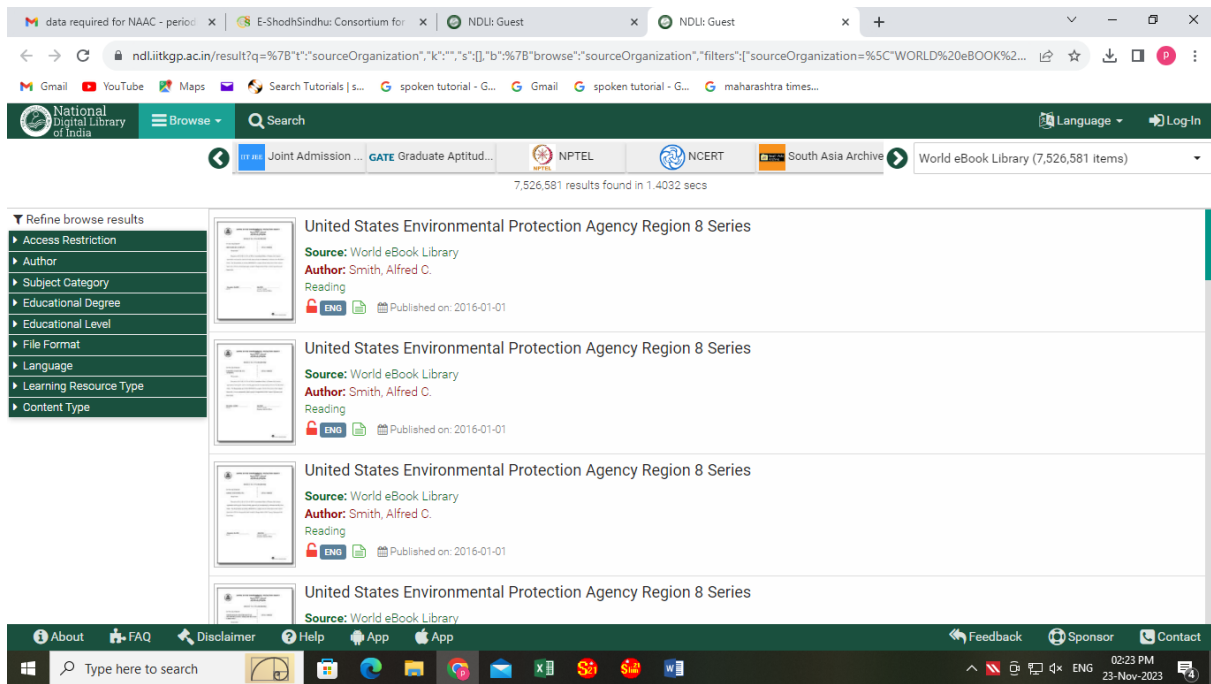 data required for NAAC - period
E-ShodhSindhu: Consortium for
NDLI: Guest
NDLI: Guest
ndl.iitkgp.ac.in/result?q=%7B"t":"sourceOrganization","k":"","s":[],"b":%7B"browse":"sourceOrganization","filters":["sourceOrganization=%5C"WORLD%20eBOOK%2...
P
Gmail YouTube Maps Search Tutorials | s... spoken tutorial - G... Gmail spoken tutorial - G... maharashtra times...
National
Digital Library
of India
Browse
Search
Language
Log-In
IIT JEE Joint Admission ... GATE Graduate Aptitud... NPTEL NPTEL NCERT South Asia Archive World eBook Library (7,526,581 items)
7,526,581 results found in 1.4032 secs
Refine browse results
Access Restriction
Author
Subject Category
Educational Degree
Educational Level
File Format
Language
Learning Resource Type
Content Type
United States Environmental Protection Agency Region 8 Series
Source: World eBook Library
Author: Smith, Alfred C.
Reading
ENG Published on: 2016-01-01
United States Environmental Protection Agency Region 8 Series
Source: World eBook Library
Author: Smith, Alfred C.
Reading
ENG Published on: 2016-01-01
United States Environmental Protection Agency Region 8 Series
Source: World eBook Library
Author: Smith, Alfred C.
Reading
ENG Published on: 2016-01-01
United States Environmental Protection Agency Region 8 Series
Source: World eBook Library
About FAQ Disclaimer Help App App Feedback Sponsor Contact
Type here to search
ENG
02:23 PM
23-Nov-2023
4